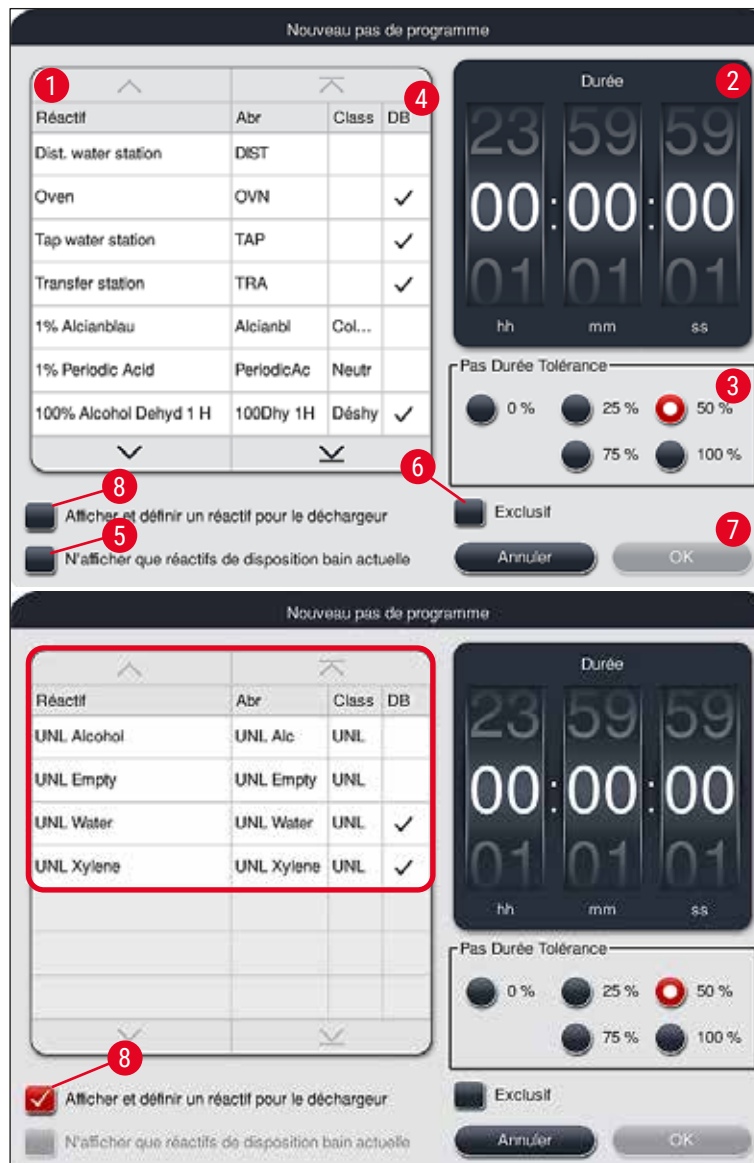 Nouveau pas de programme
1
Réactif Abr Class DB
4
Dist. water station DIST
Oven OVN ✓
Tap water station TAP ✓
Transfer station TRA ✓
1% Alcianblau Alcianbl Col...
1% Periodic Acid PeriodicAc Neutr
100% Alcohol Dehyd 1 H 100Dhy 1H Déshy ✓
Durée
2
23 59 59
00:00:00
01 01 01
hh mm ss
Pas Durée Tolérance
3
0 % 25 % 50 %
75 % 100 %
8
Afficher et définir un réactif pour le déchargeur
5
N'afficher que réactifs de disposition bain actuelle
6
Exclusif
7
Annuler OK
Nouveau pas de programme
Réactif Abr Class DB
UNL Alcohol UNL Alc UNL
UNL Empty UNL Empty UNL
UNL Water UNL Water UNL ✓
UNL Xylene UNL Xylene UNL ✓
Durée
23 59 59
00:00:00
01 01 01
hh mm ss
Pas Durée Tolérance
0 % 25 % 50 %
75 % 100 %
8
Afficher et définir un réactif pour le déchargeur
N'afficher que réactifs de disposition bain actuelle
Exclusif
Annuler OK